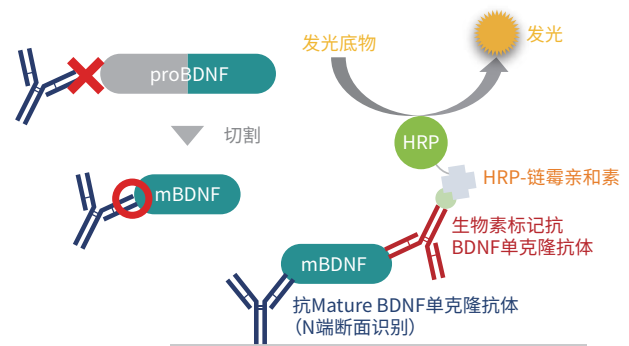 发光底物
发光
proBDNF
切割
HRP
HRP-链霉亲和素
mBDNF
生物素标记抗
BDNF单克隆抗体
mBDNF
抗Mature BDNF单克隆抗体
（N端断面识别）